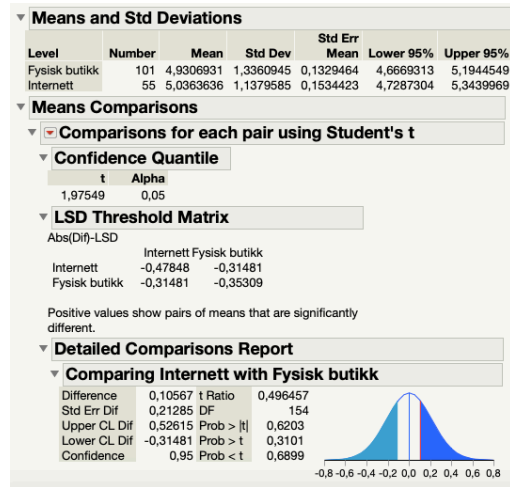 Means and Std Deviations
Std Err
Level Number Mean Std Dev Mean Lower 95% Upper 95%
Fysisk butikk 101 4,9306931 1,3360945 0,1329464 4,6669313 5,1944549
Internett 55 5,0363636 1,1379585 0,1534423 4,7287304 5,3439969
Means Comparisons
Comparisons for each pair using Student's t
Confidence Quantile
t Alpha
1,97549 0,05
LSD Threshold Matrix
Abs(Dif)-LSD
Internett Fysisk butikk
Internett -0,47848 -0,31481
Fysisk butikk -0,31481 -0,35309
Positive values show pairs of means that are significantly
different.
Detailed Comparisons Report
Comparing Internett with Fysisk butikk
Difference 0,10567 t Ratio 0,496457
Std Err Dif 0,21285 DF 154
Upper CL Dif 0,52615 Prob > |t| 0,6203
Lower CL Dif -0,31481 Prob > t 0,3101
Confidence 0,95 Prob < t 0,6899
-0,8 -0,6 -0,4 -0,2 0,0 0,2 0,4 0,6 0,8